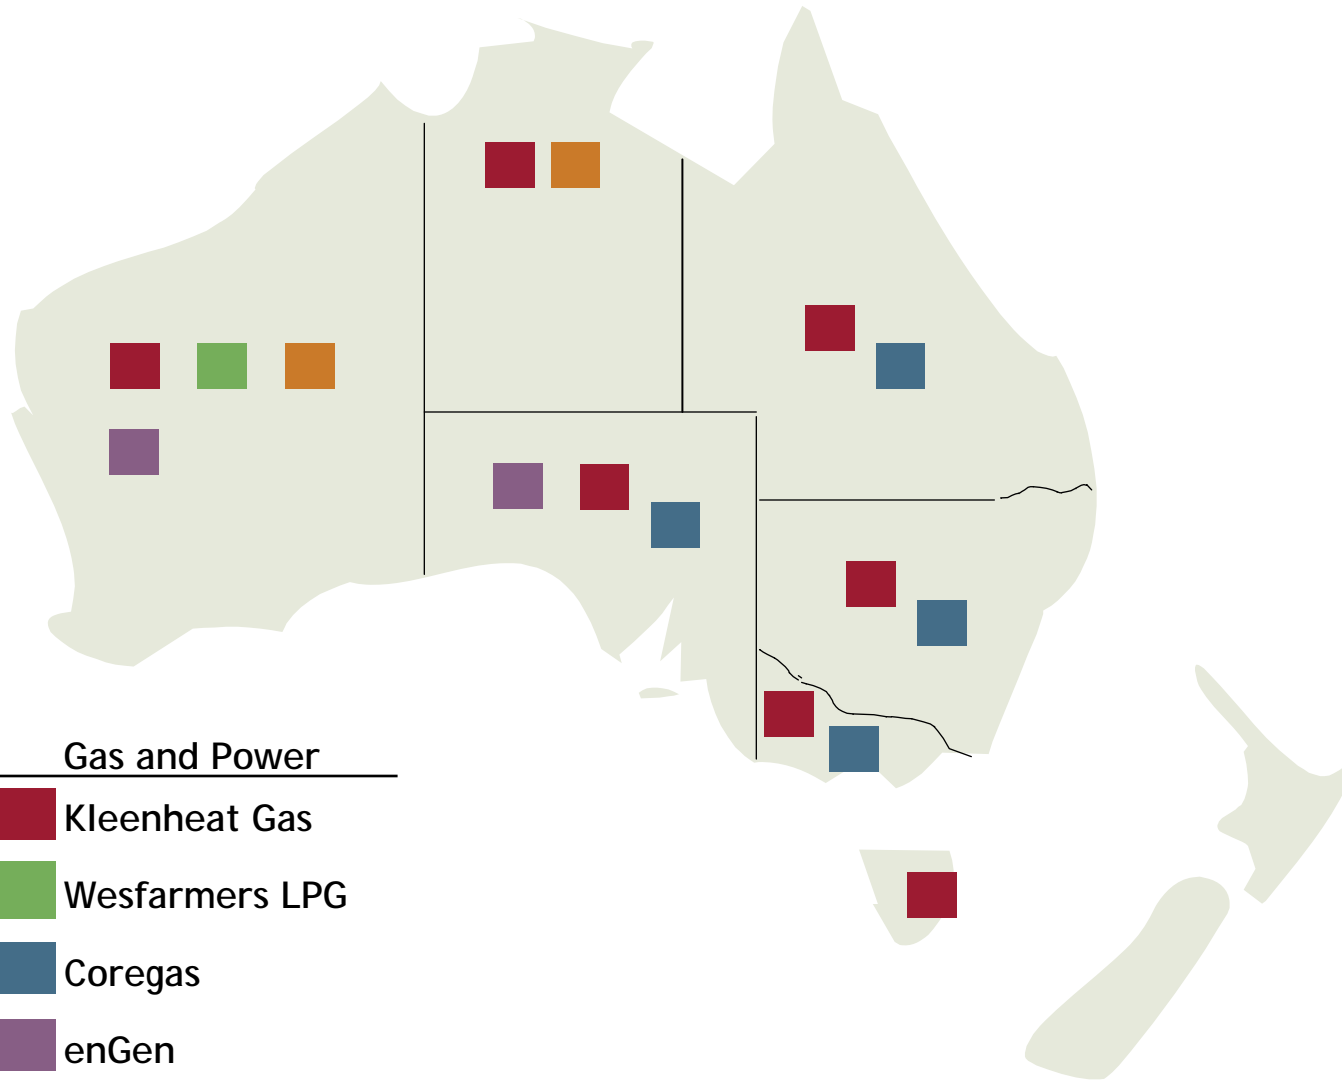 Gas and Power
Kleenheat Gas
Wesfarmers LPG
Coregas
enGen